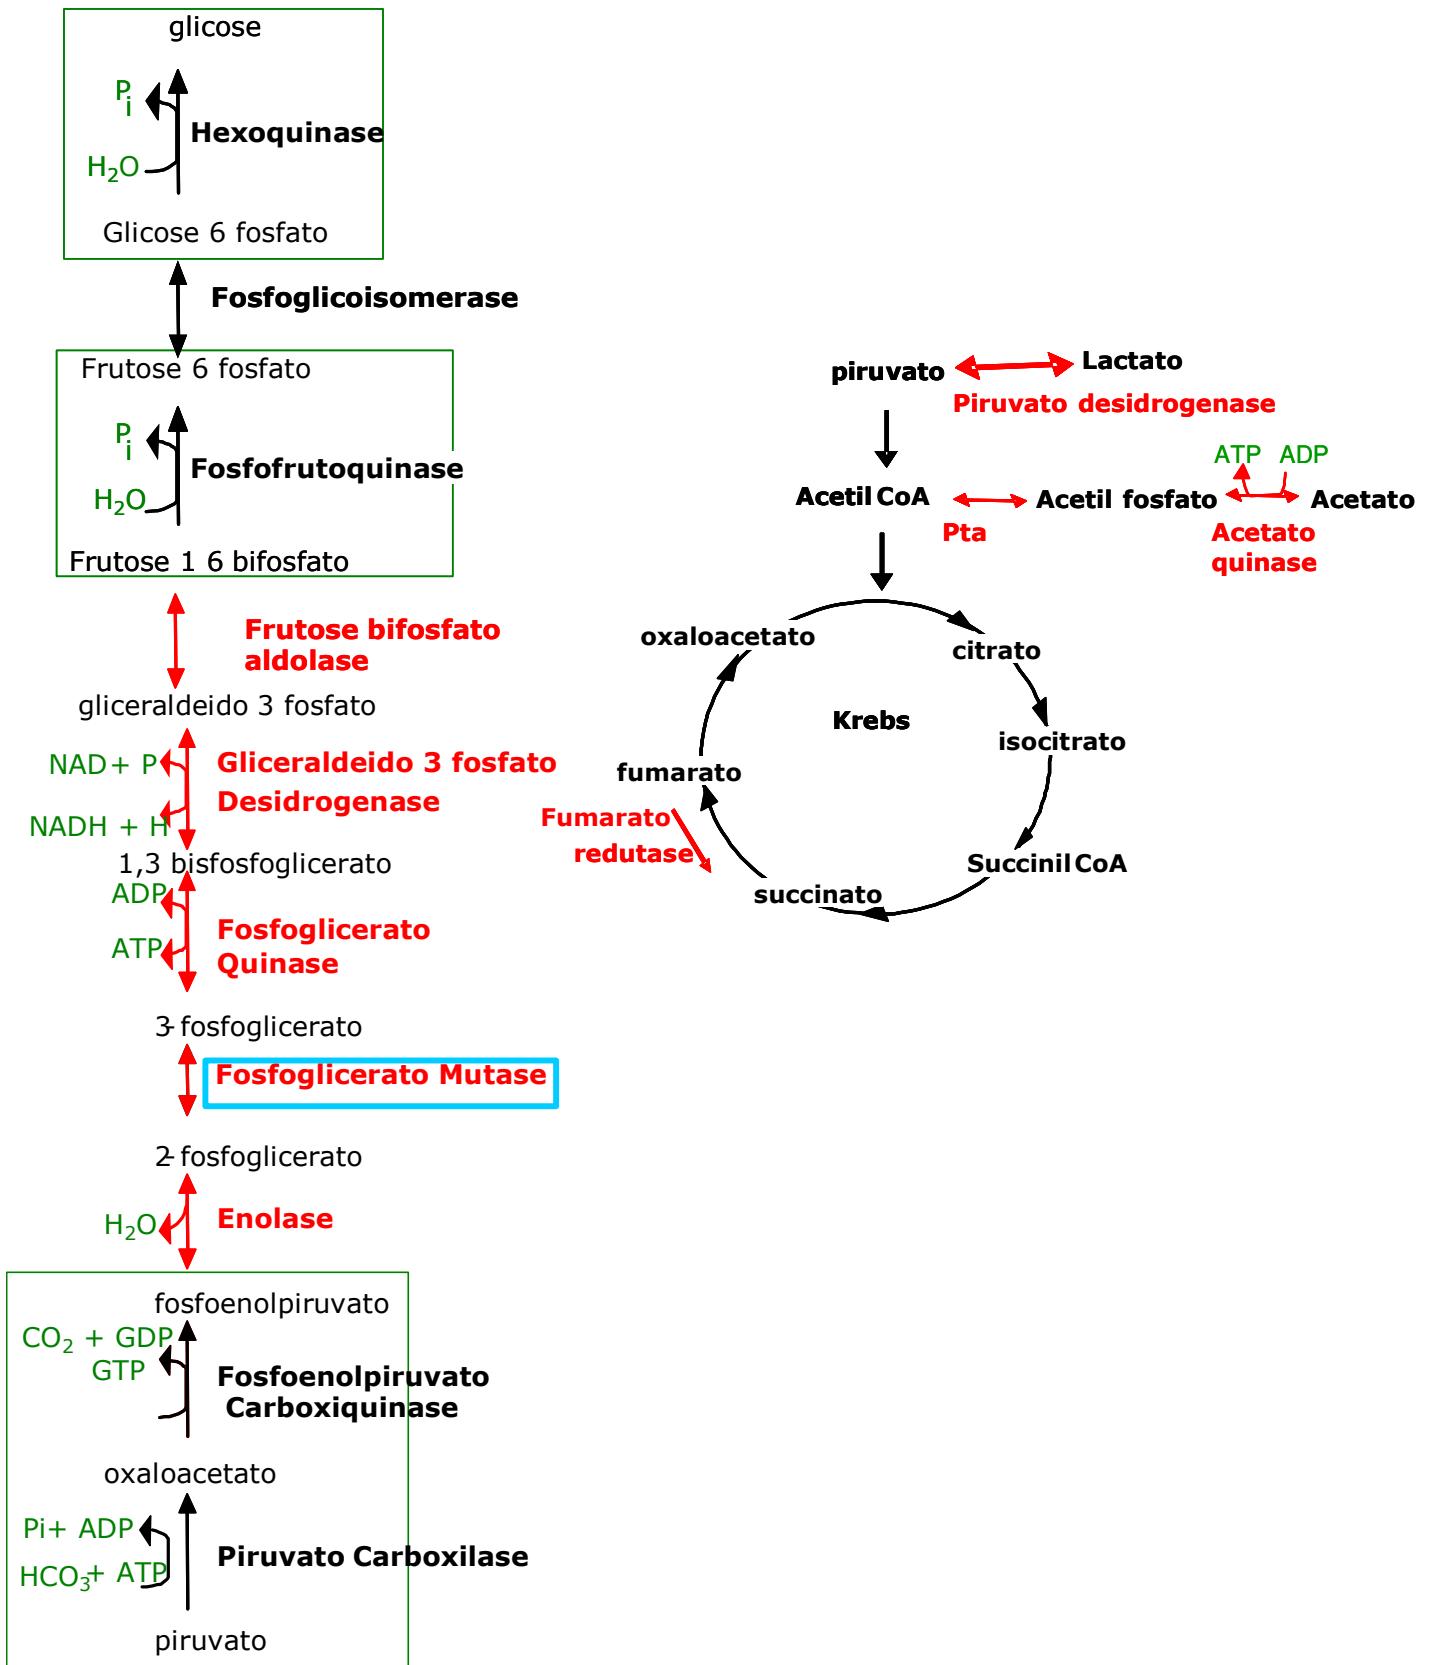 glicose
Pi
Hexoquinase
H2O
Glicose 6 fosfato
Fosfoglicoisomerase
Frutose 6 fosfato
Pi
Fosfofrutoquinase
H2O
Frutose 1 6 bifosfato
Frutose bifosfato
aldolase
gliceraldeido 3 fosfato
NAD+ P
Gliceraldeido 3 fosfato
Desidrogenase
NADH + H
1,3 bisfosfoglicerato
ADP
Fosfoglicerato
Quinase
ATP
3-fosfoglicerato
Fosfoglicerato Mutase
2-fosfoglicerato
H2O
Enolase
fosfoenolpiruvato
CO2 + GDP
GTP
Fosfoenolpiruvato
Carboxiquinase
oxaloacetato
Pi+ ADP
Piruvato Carboxilase
HCO3+ ATP
piruvato
piruvato
Lactato
Piruvato desidrogenase
ATP ADP
Acetil CoA
Acetil fosfato
Acetato
Pta
Acetato
quinase
oxaloacetato
citrato
Krebs
isocitrato
fumarato
Fumarato
redutase
Succinil CoA
succinato